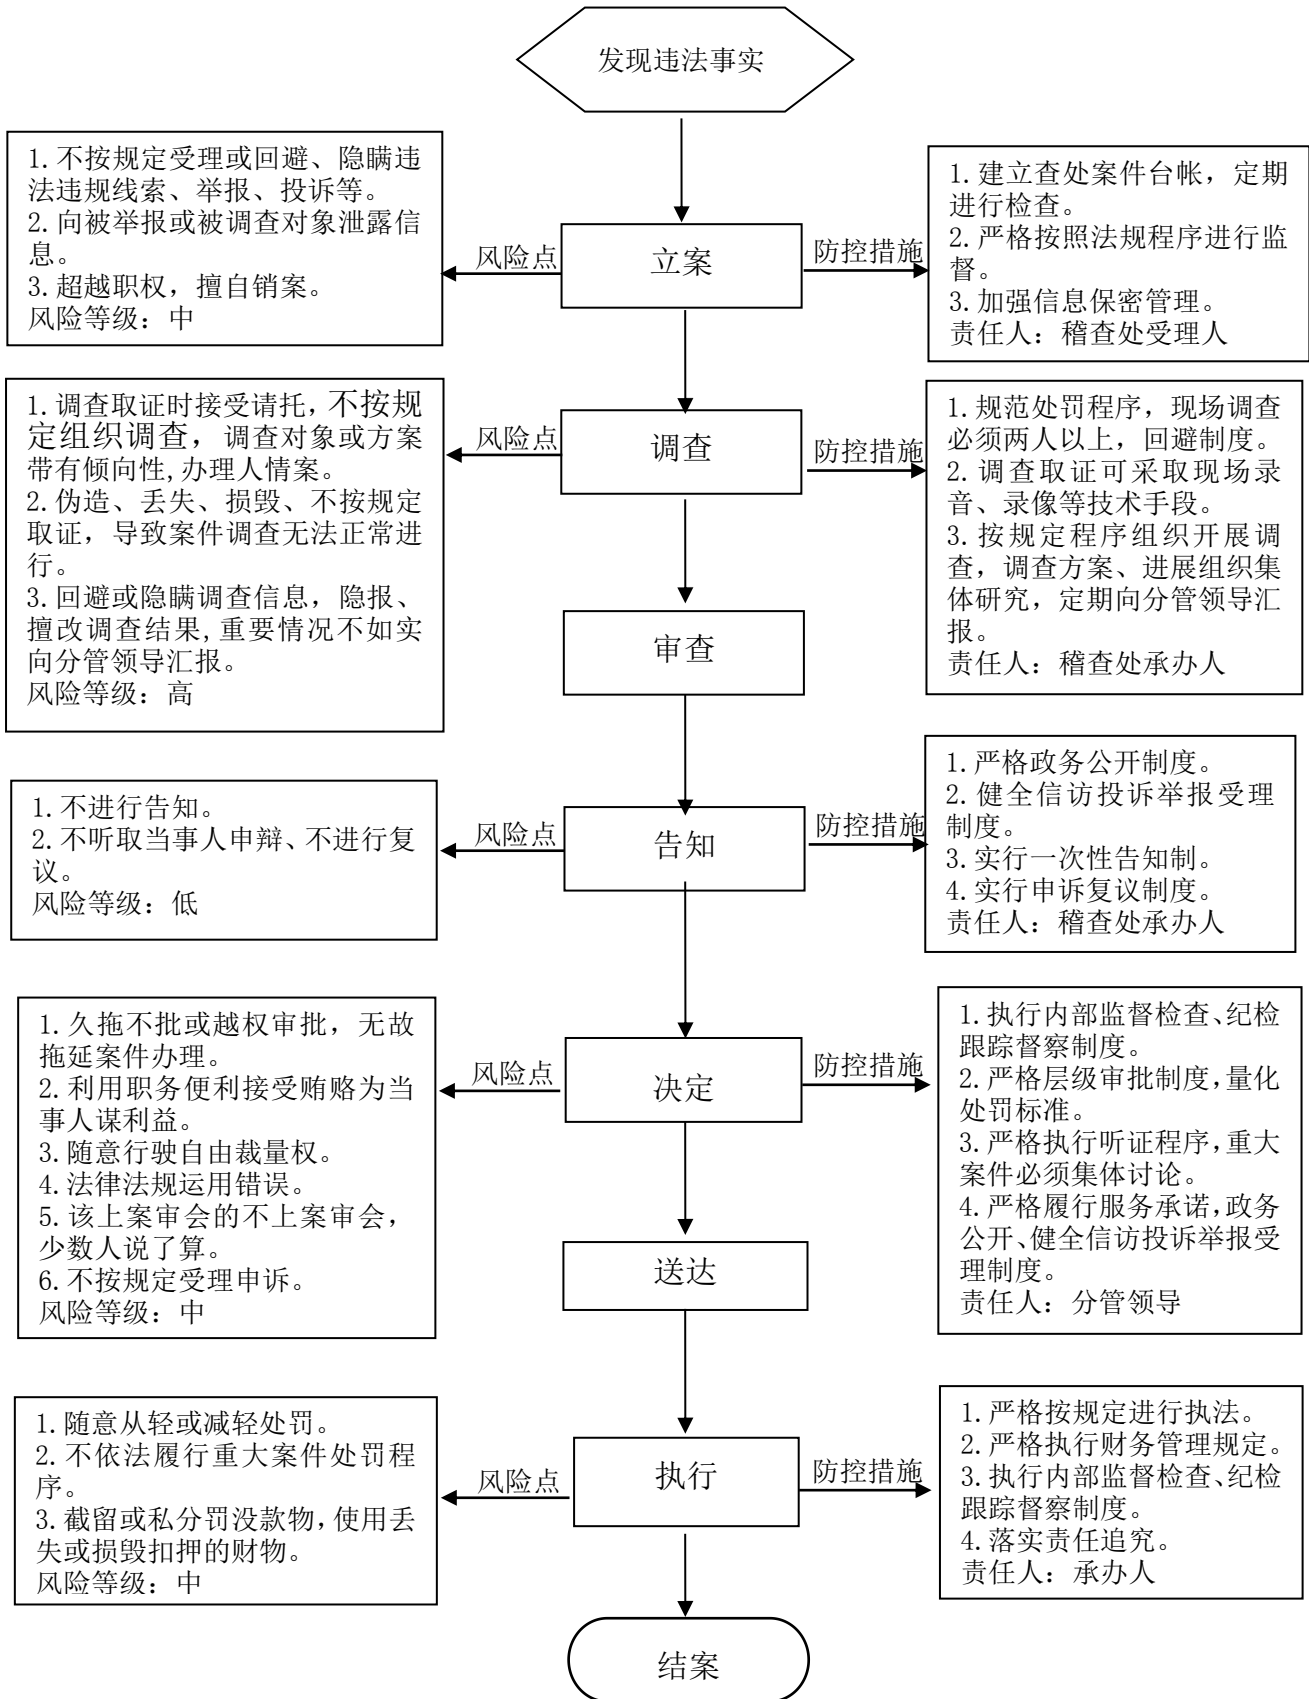 发现违法事实
1.不按规定受理或回避、隐瞒违
法违规线索、举报、投诉等。
2.向被举报或被调查对象泄露信
息。
3.超越职权，擅自销案。
风险等级：中
风险点
立案
防控措施
1.建立查处案件台帐，定期
进行检查。
2.严格按照法规程序进行监
督。
3.加强信息保密管理。
责任人：稽查处受理人
1.调查取证时接受请托，不按规
定组织调查，调查对象或方案
带有倾向性,办理人情案。
2.伪造、丢失、损毁、不按规定
取证，导致案件调查无法正常进
行。
3.回避或隐瞒调查信息，隐报、
擅改调查结果,重要情况不如实
向分管领导汇报。
风险等级：高
风险点
调查
防控措施
1.规范处罚程序，现场调查
必须两人以上，回避制度。
2.调查取证可采取现场录
音、录像等技术手段。
3.按规定程序组织开展调
查，调查方案、进展组织集
体研究，定期向分管领导汇
报。
责任人：稽查处承办人
审查
1.不进行告知。
2.不听取当事人申辩、不进行复
议。
风险等级：低
风险点
告知
防控措施
1.严格政务公开制度。
2.健全信访投诉举报受理
制度。
3.实行一次性告知制。
4.实行申诉复议制度。
责任人：稽查处承办人
1.久拖不批或越权审批，无故
拖延案件办理。
2.利用职务便利接受贿赂为当
事人谋利益。
3.随意行驶自由裁量权。
4.法律法规运用错误。
5.该上案审会的不上案审会，
少数人说了算。
6.不按规定受理申诉。
风险等级：中
风险点
决定
防控措施
1.执行内部监督检查、纪检
跟踪督察制度。
2.严格层级审批制度，量化
处罚标准。
3.严格执行听证程序，重大
案件必须集体讨论。
4.严格履行服务承诺，政务
公开、健全信访投诉举报受
理制度。
责任人：分管领导
送达
1.随意从轻或减轻处罚。
2.不依法履行重大案件处罚程
序。
3.截留或私分罚没款物，使用丢
失或损毁扣押的财物。
风险等级：中
风险点
执行
防控措施
1.严格按规定进行执法。
2.严格执行财务管理规定。
3.执行内部监督检查、纪检
跟踪督察制度。
4.落实责任追究。
责任人：承办人
结案